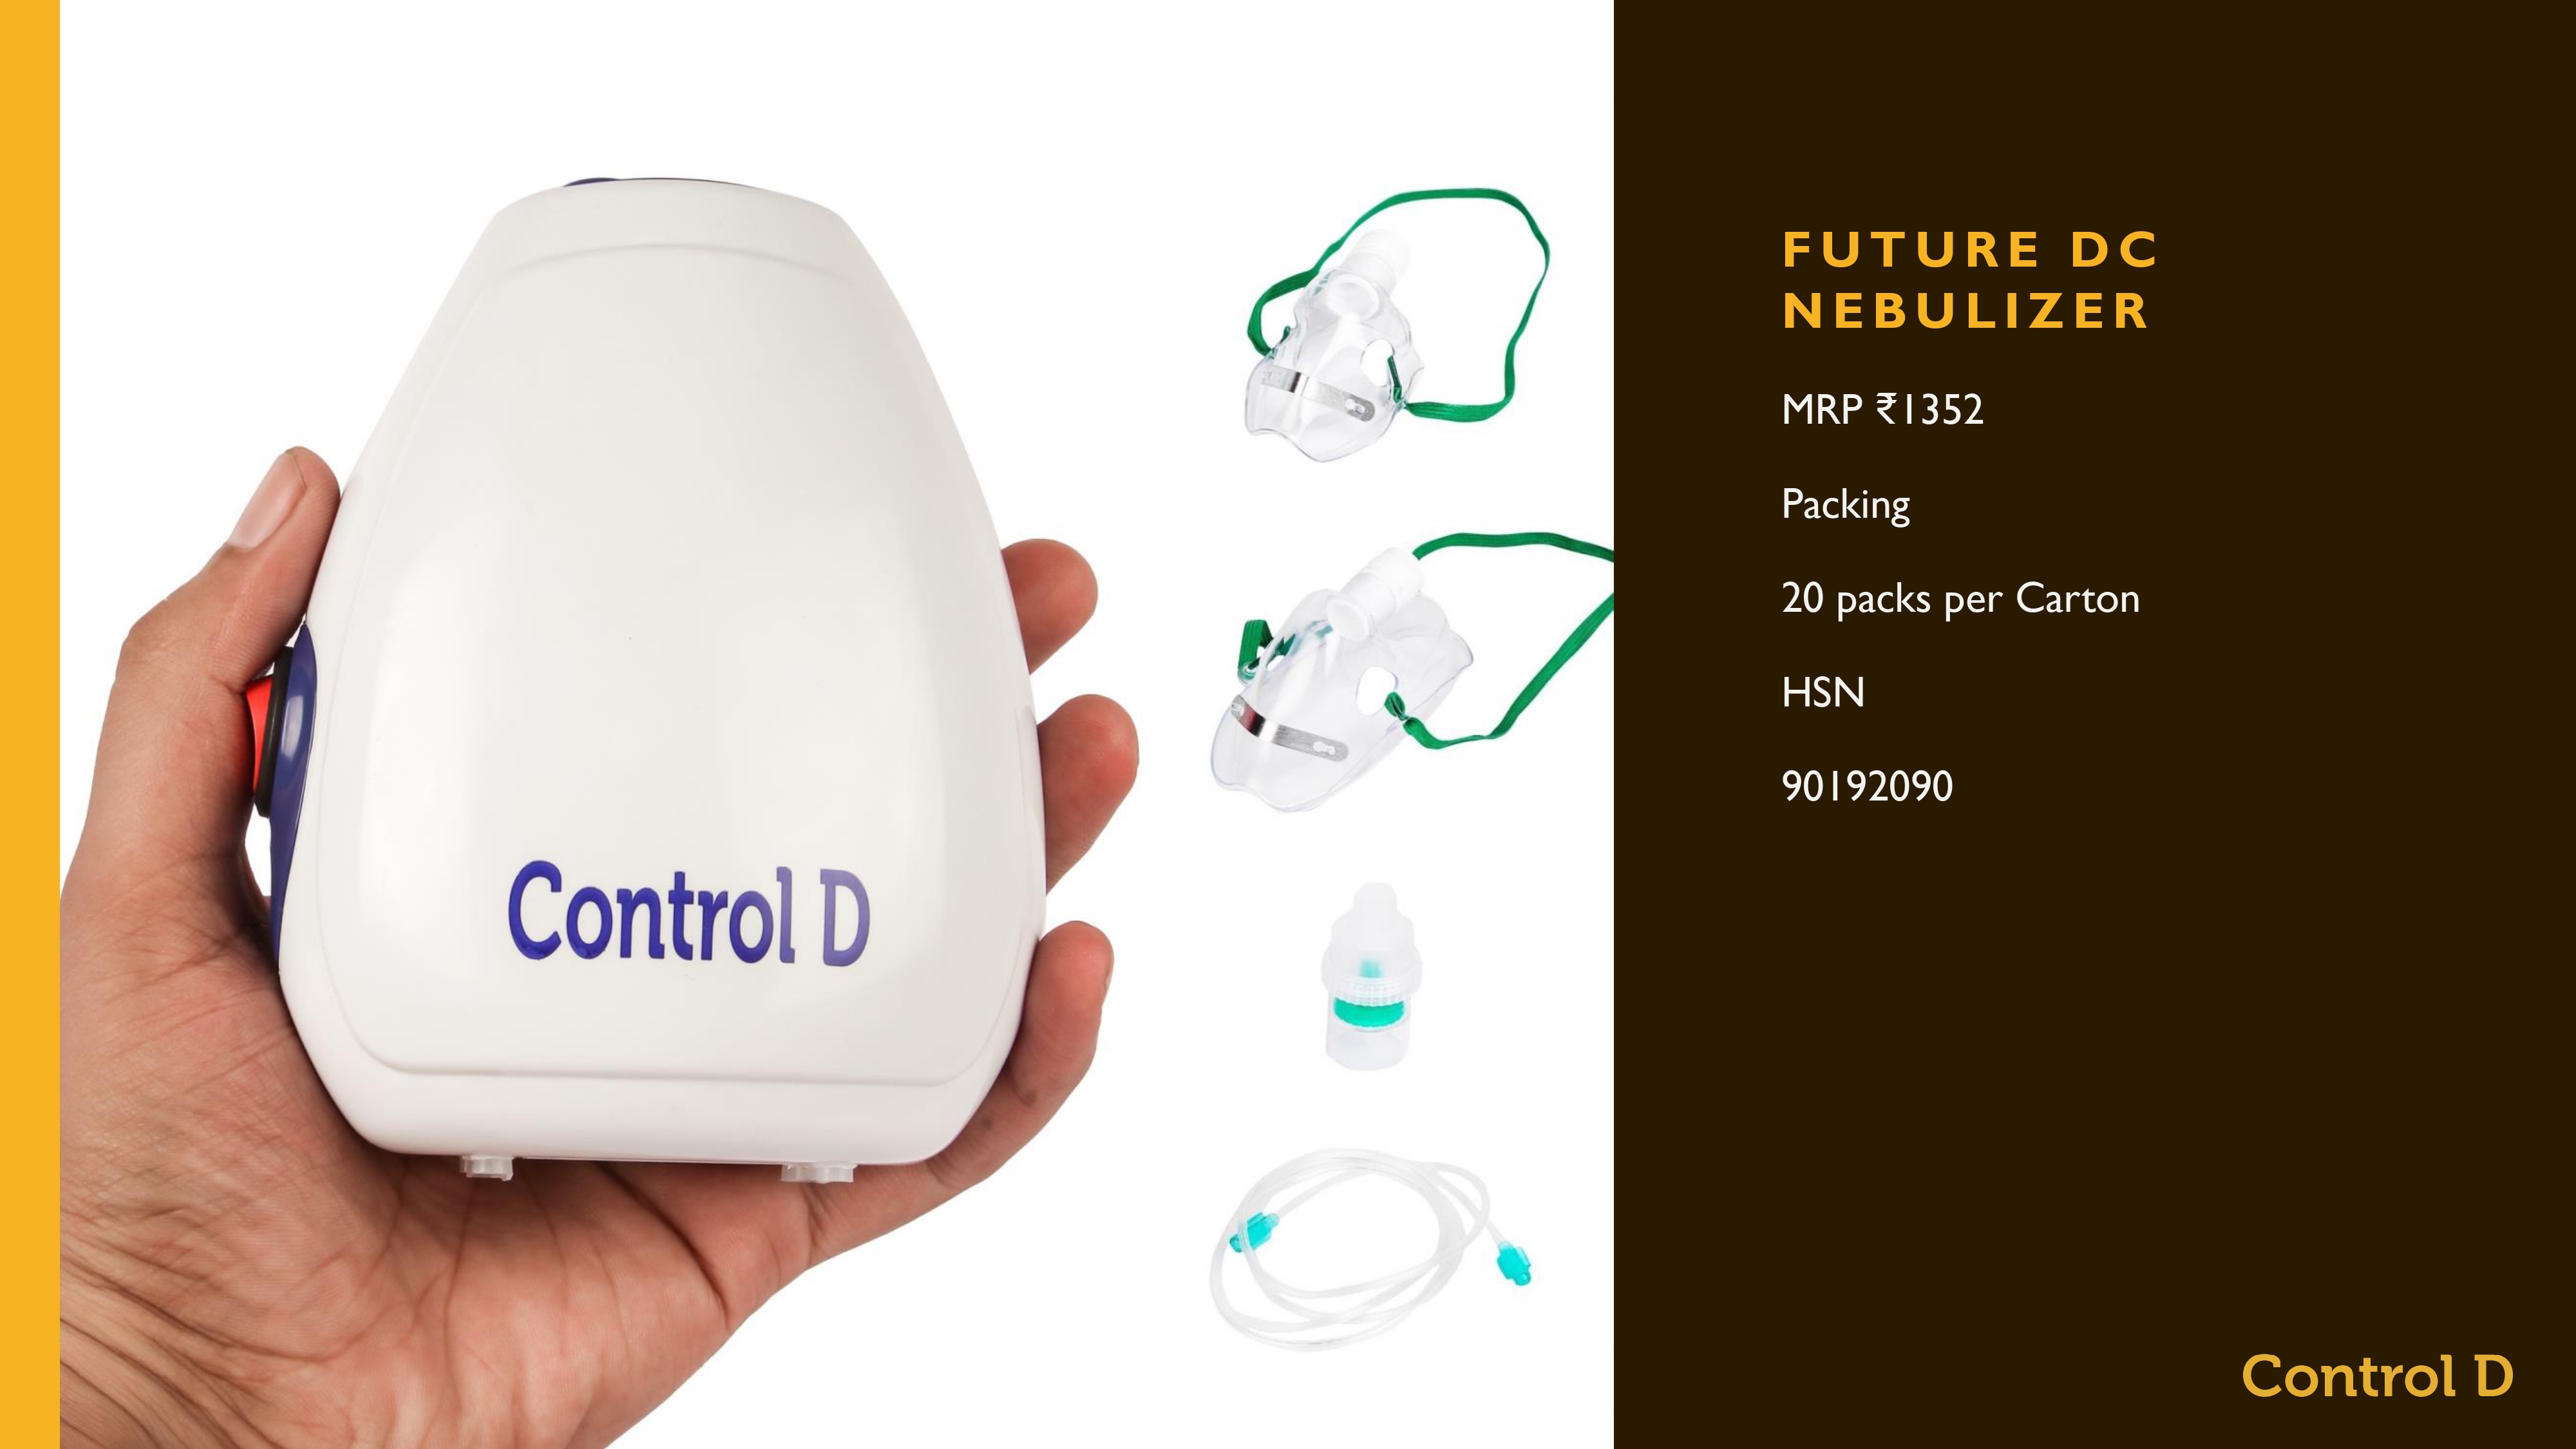 Control D
FUTURE DC
NEBULIZER
MRP ₹1352
Packing
20 packs per Carton
HSN
90192090
Control D